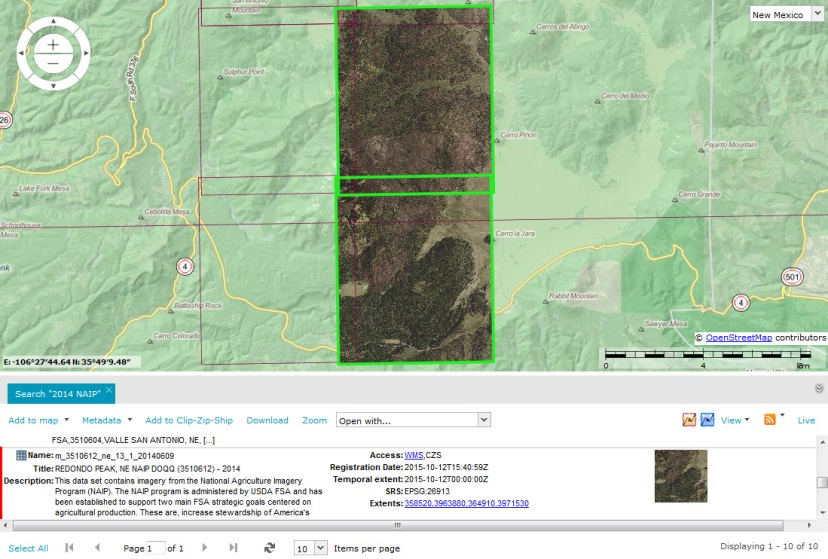 San Antonio
Mountain
New Mexico
Cerros del Abrigo
F South Rd 376
Sulphur Point
Cerro del Medio
26
Cerro Piñon
Pajarito Mountain
Lake Fork Mesa
Cerro Grande
Cebollita Mesa
Schoolhouse
Mesa
Cerro la Jara
4
501
Rabbit Mountain
4
Battleship Rock
Sawyer Mesa
Cerro Colorado
© OpenStreetMap contributors
E: -106°27'44.64 N: 35°49'9.48"
0 4 8mi
Search "2014 NAIP"
Add to map Metadata Add to Clip-Zip-Ship Download Zoom Open with... View Live
FSA,3510604,VALLE SAN ANTONIO, NE, [...]
Name: m_3510612_ne_13_1_20140609 Access: WMS,CZS
Registration Date: 2015-10-12T15:40:59Z
Title: REDONDO PEAK, NE NAIP DOQQ (3510612) - 2014 Temporal extent: 2015-10-12T00:00:00Z
Description: This data set contains imagery from the National Agriculture Imagery SRS: EPSG:26913
Program (NAIP). The NAIP program is administered by USDA FSA and has Extents: 358520,3963880,364910,3971530
been established to support two main FSA strategic goals centered on
agricultural production. These are, increase stewardship of America's
Select All Page 1 of 1 10 Items per page Displaying 1 - 10 of 10